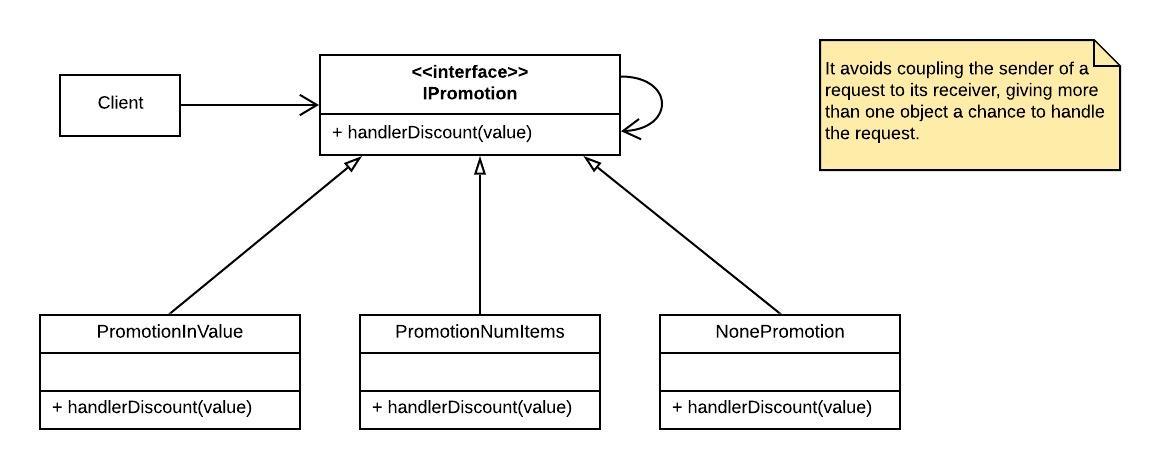 Client
<<interface>>
IPromotion
+ handlerDiscount(value)
It avoids coupling the sender of a
request to its receiver, giving more
than one object a chance to handle
the request.
PromotionInValue
+ handlerDiscount(value)
PromotionNumItems
+ handlerDiscount(value)
NonePromotion
+ handlerDiscount(value)